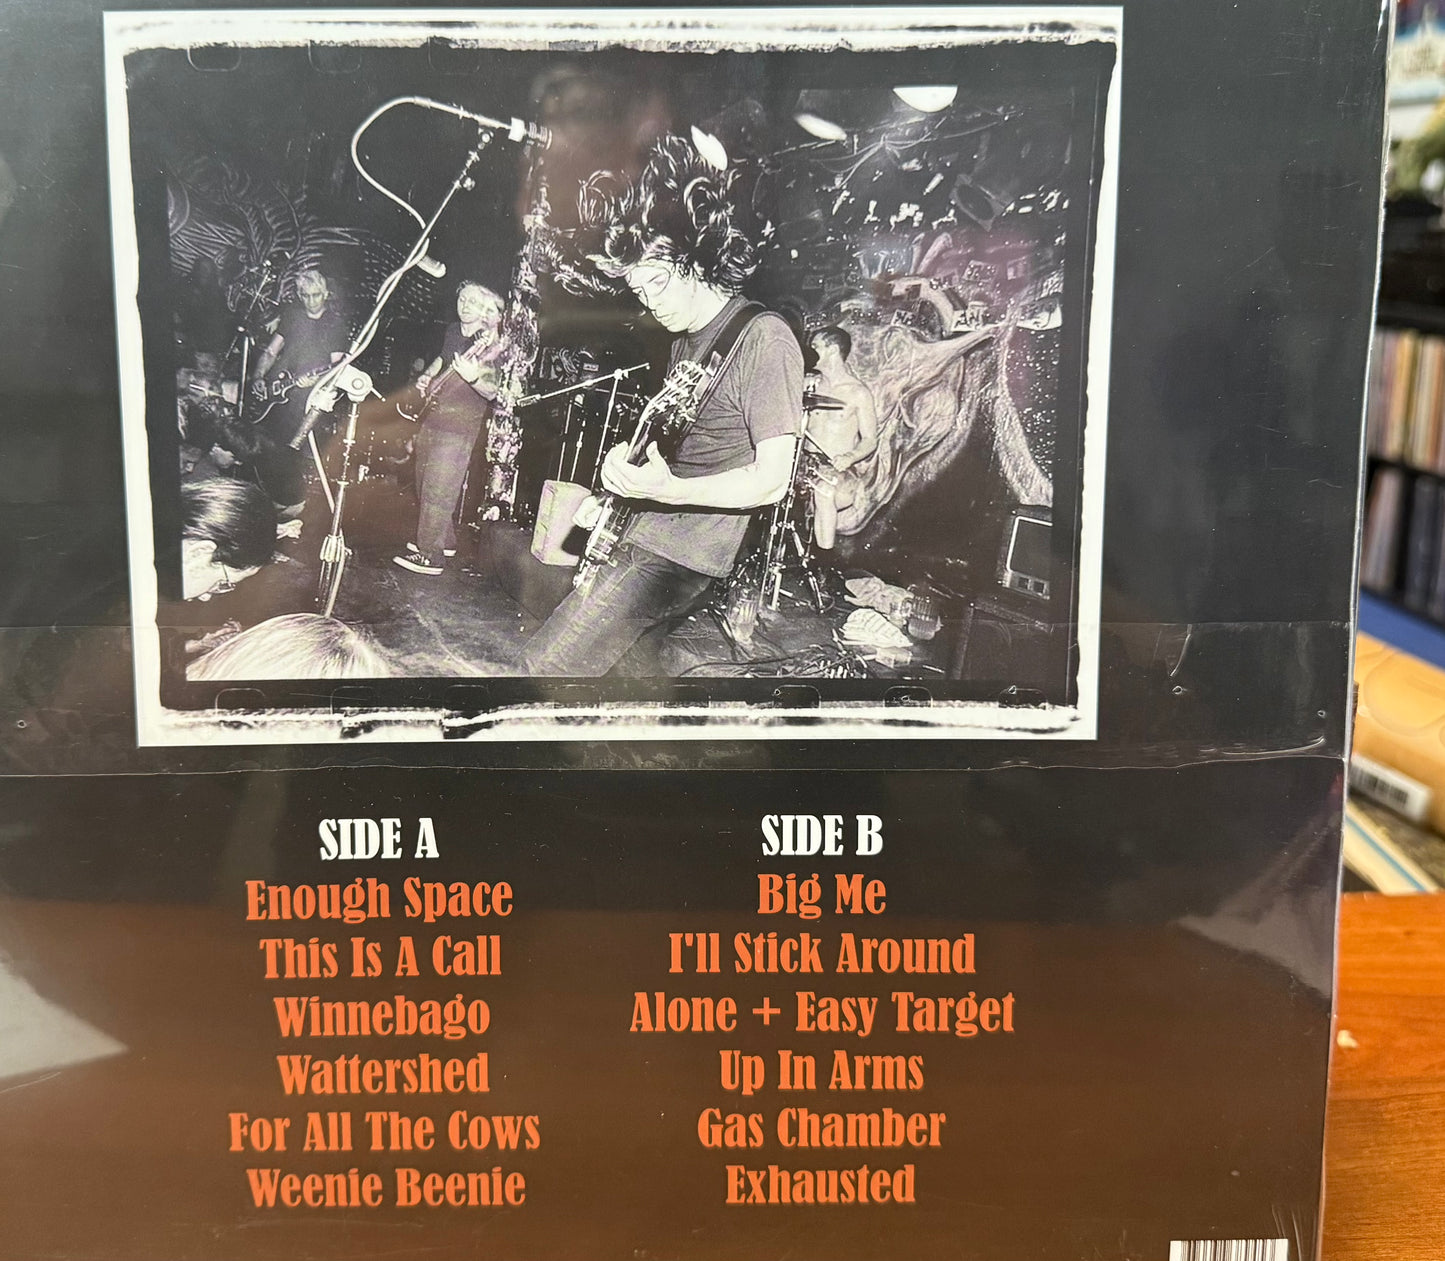 SIDE A
Enough Space
This Is A Call
Winnebago
Wattershed
For All The Cows
Weenie Beenie
SIDE B
Big Me
I'll Stick Around
Alone + Easy Target
Up In Arms
Gas Chamber
Exhausted